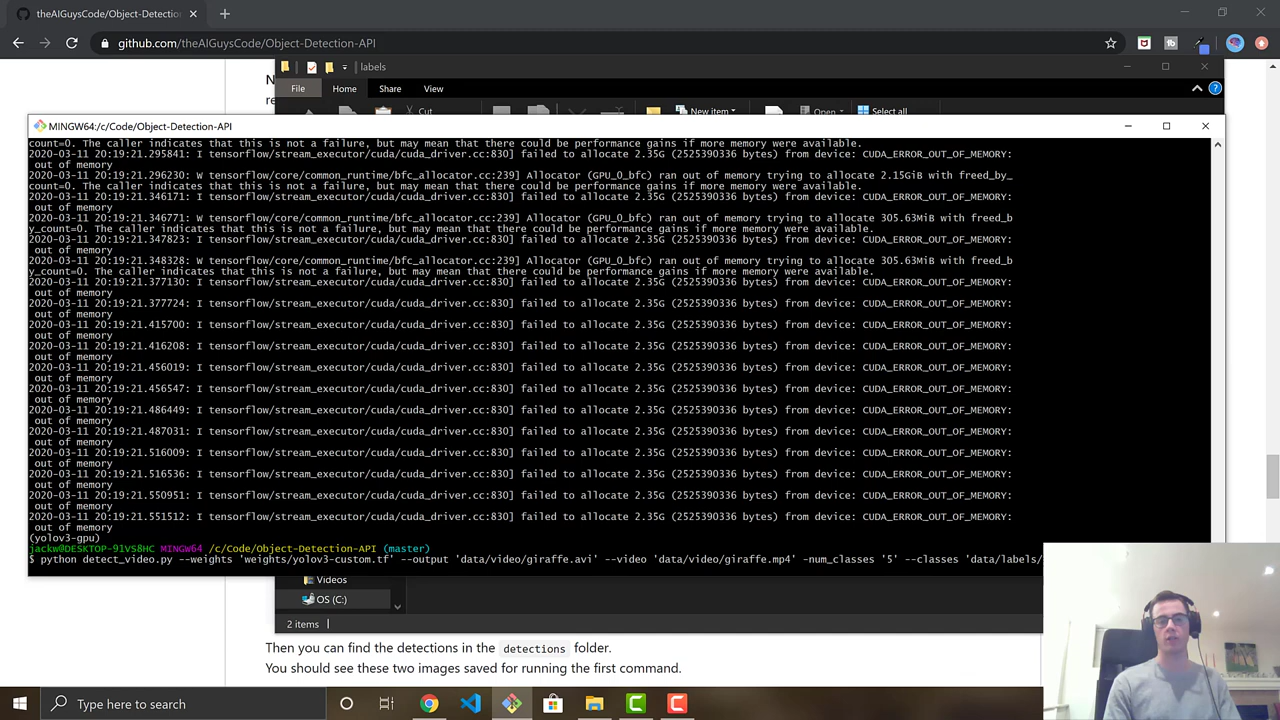 theAIGuysCode/Object-Detection
github.com/theAIGuysCode/Object-Detection-API
labels
File Home Share View
Cut New item Open Select all
MINGW64:/c/Code/Object-Detection-API
count=0. The caller indicates that this is not a failure, but may mean that there could be performance gains if more memory were available.
2020-03-11 20:19:21.295841: I tensorflow/stream_executor/cuda/cuda_driver.cc:830] failed to allocate 2.35G (2525390336 bytes) from device: CUDA_ERROR_OUT_OF_MEMORY:
out of memory
2020-03-11 20:19:21.296230: W tensorflow/core/common_runtime/bfc_allocator.cc:239] Allocator (GPU_0_bfc) ran out of memory trying to allocate 2.15GiB with freed_by_
count=0. The caller indicates that this is not a failure, but may mean that there could be performance gains if more memory were available.
2020-03-11 20:19:21.346171: I tensorflow/stream_executor/cuda/cuda_driver.cc:830] failed to allocate 2.35G (2525390336 bytes) from device: CUDA_ERROR_OUT_OF_MEMORY:
out of memory
2020-03-11 20:19:21.346771: W tensorflow/core/common_runtime/bfc_allocator.cc:239] Allocator (GPU_0_bfc) ran out of memory trying to allocate 305.63MiB with freed_b
y_count=0. The caller indicates that this is not a failure, but may mean that there could be performance gains if more memory were available.
2020-03-11 20:19:21.347823: I tensorflow/stream_executor/cuda/cuda_driver.cc:830] failed to allocate 2.35G (2525390336 bytes) from device: CUDA_ERROR_OUT_OF_MEMORY:
out of memory
2020-03-11 20:19:21.348328: W tensorflow/core/common_runtime/bfc_allocator.cc:239] Allocator (GPU_0_bfc) ran out of memory trying to allocate 305.63MiB with freed_b
y_count=0. The caller indicates that this is not a failure, but may mean that there could be performance gains if more memory were available.
2020-03-11 20:19:21.377130: I tensorflow/stream_executor/cuda/cuda_driver.cc:830] failed to allocate 2.35G (2525390336 bytes) from device: CUDA_ERROR_OUT_OF_MEMORY:
out of memory
2020-03-11 20:19:21.377724: I tensorflow/stream_executor/cuda/cuda_driver.cc:830] failed to allocate 2.35G (2525390336 bytes) from device: CUDA_ERROR_OUT_OF_MEMORY:
out of memory
2020-03-11 20:19:21.415700: I tensorflow/stream_executor/cuda/cuda_driver.cc:830] failed to allocate 2.35G (2525390336 bytes) from device: CUDA_ERROR_OUT_OF_MEMORY:
out of memory
2020-03-11 20:19:21.416208: I tensorflow/stream_executor/cuda/cuda_driver.cc:830] failed to allocate 2.35G (2525390336 bytes) from device: CUDA_ERROR_OUT_OF_MEMORY:
out of memory
2020-03-11 20:19:21.456019: I tensorflow/stream_executor/cuda/cuda_driver.cc:830] failed to allocate 2.35G (2525390336 bytes) from device: CUDA_ERROR_OUT_OF_MEMORY:
out of memory
2020-03-11 20:19:21.456547: I tensorflow/stream_executor/cuda/cuda_driver.cc:830] failed to allocate 2.35G (2525390336 bytes) from device: CUDA_ERROR_OUT_OF_MEMORY:
out of memory
2020-03-11 20:19:21.486449: I tensorflow/stream_executor/cuda/cuda_driver.cc:830] failed to allocate 2.35G (2525390336 bytes) from device: CUDA_ERROR_OUT_OF_MEMORY:
out of memory
2020-03-11 20:19:21.487031: I tensorflow/stream_executor/cuda/cuda_driver.cc:830] failed to allocate 2.35G (2525390336 bytes) from device: CUDA_ERROR_OUT_OF_MEMORY:
out of memory
2020-03-11 20:19:21.516009: I tensorflow/stream_executor/cuda/cuda_driver.cc:830] failed to allocate 2.35G (2525390336 bytes) from device: CUDA_ERROR_OUT_OF_MEMORY:
out of memory
2020-03-11 20:19:21.516536: I tensorflow/stream_executor/cuda/cuda_driver.cc:830] failed to allocate 2.35G (2525390336 bytes) from device: CUDA_ERROR_OUT_OF_MEMORY:
out of memory
2020-03-11 20:19:21.550951: I tensorflow/stream_executor/cuda/cuda_driver.cc:830] failed to allocate 2.35G (2525390336 bytes) from device: CUDA_ERROR_OUT_OF_MEMORY:
out of memory
2020-03-11 20:19:21.551512: I tensorflow/stream_executor/cuda/cuda_driver.cc:830] failed to allocate 2.35G (2525390336 bytes) from device: CUDA_ERROR_OUT_OF_MEMORY:
out of memory
(yolov3-gpu)
jackw@DESKTOP-91VS8HC MINGW64 /c/Code/Object-Detection-API (master)
$ python detect_video.py --weights 'weights/yolov3-custom.tf' --output 'data/video/giraffe.avi' --video 'data/video/giraffe.mp4' -num_classes '5' --classes 'data/labels/
Videos
OS (C:)
2 items
Then you can find the detections in the detections folder.
You should see these two images saved for running the first command.
Type here to search